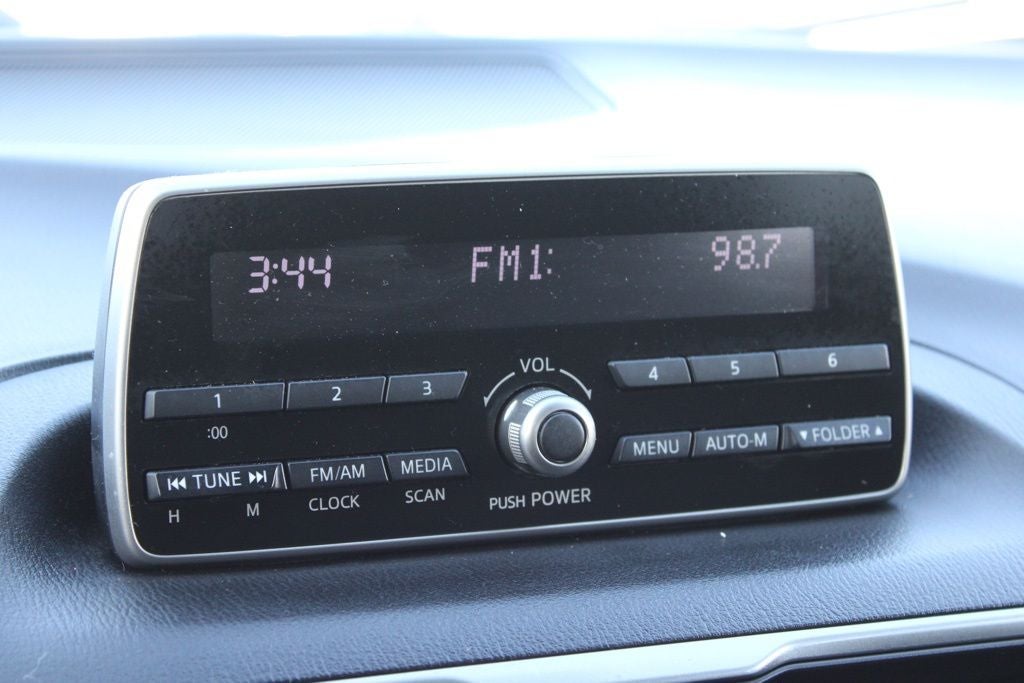 3:44 FM1: 98.7
VOL
1 2 3 4 5 6
:00
⏮ TUNE ⏭ FM/AM MEDIA MENU AUTO-M ▼ FOLDER ▲
H M CLOCK SCAN PUSH POWER